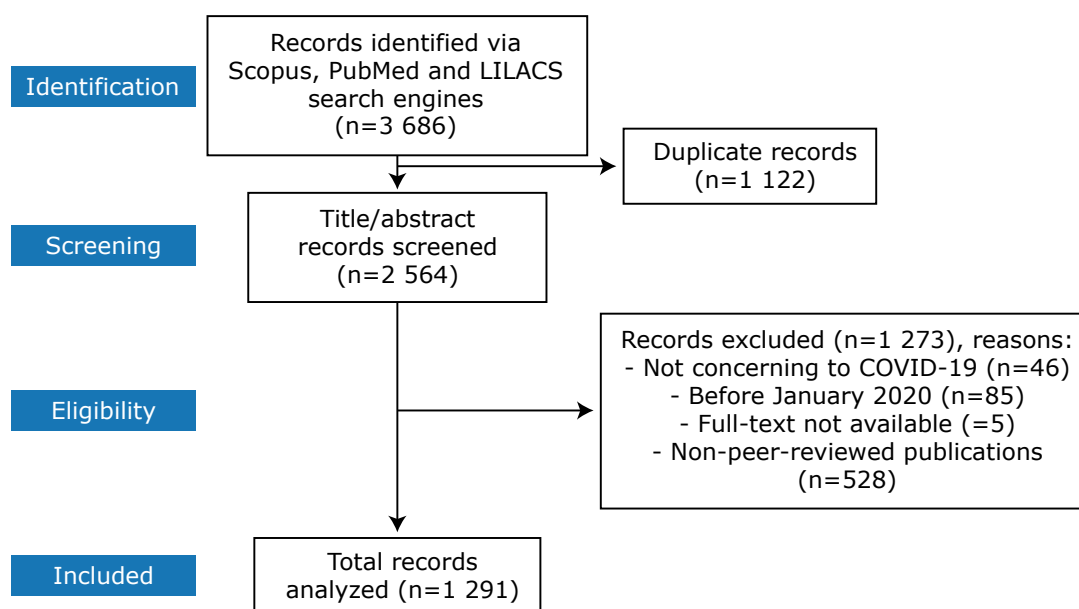 Identification
Records identified via
Scopus, PubMed and LILACS
search engines
(n=3 686)
Duplicate records
(n=1 122)
Screening
Title/abstract
records screened
(n=2 564)
Eligibility
Records excluded (n=1 273), reasons:
- Not concerning to COVID-19 (n=46)
- Before January 2020 (n=85)
- Full-text not available (=5)
- Non-peer-reviewed publications
(n=528)
Included
Total records
analyzed (n=1 291)